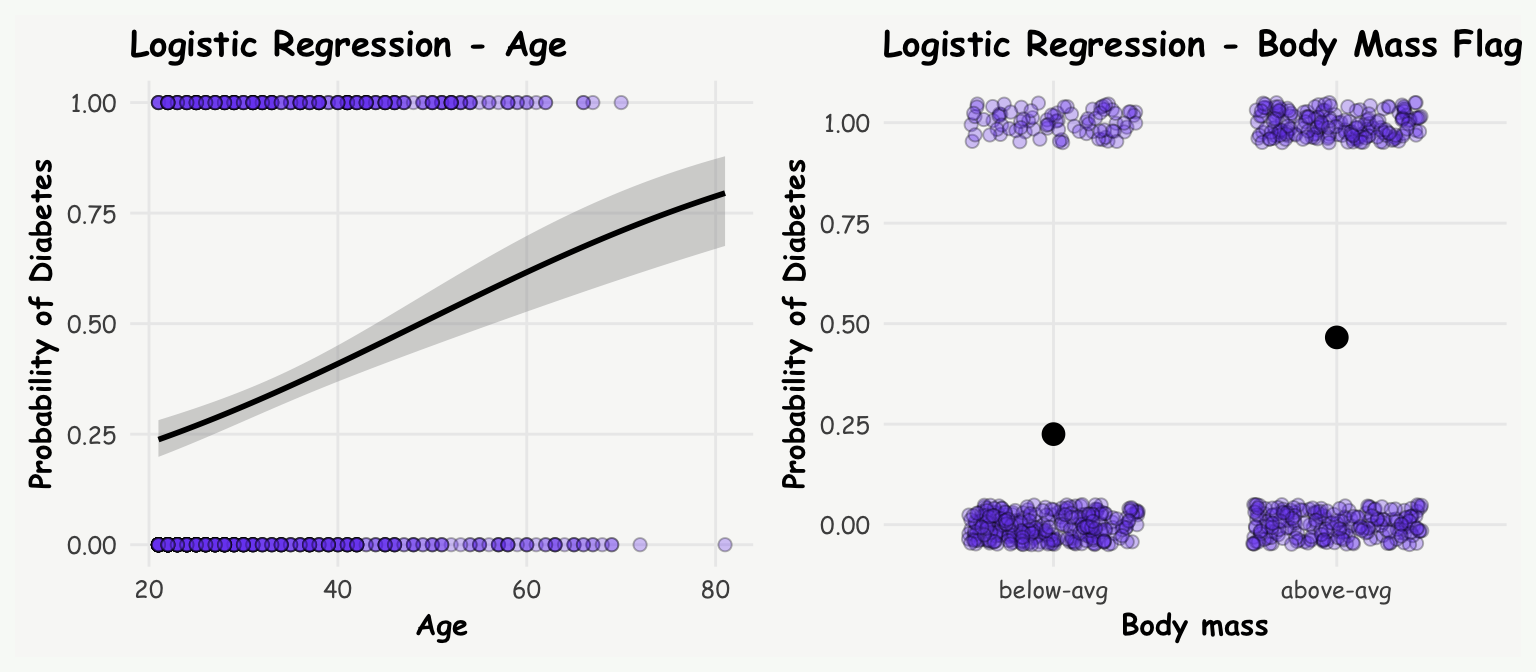 Logistic Regression - Age
Probability of Diabetes
1.00
0.75
0.50
0.25
0.00
20 40 60 80
Age
Logistic Regression - Body Mass Flag
Probability of Diabetes
1.00
0.75
0.50
0.25
0.00
below-avg above-avg
Body mass